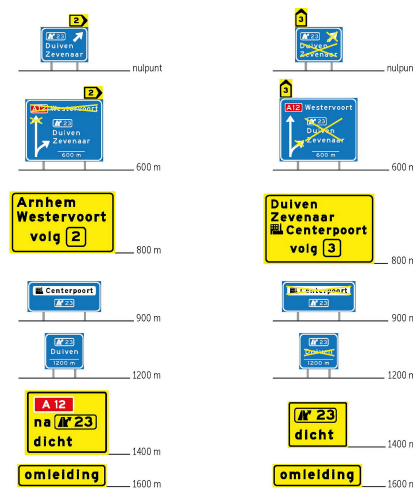 2
23
Duiven
Zevenaar
nulpunt
2
A12 Westervoort
23
Duiven
Zevenaar
600 m
600 m
Arnhem
Westervoort
volg 2
800 m
Centerpoort
23
900 m
23
Duiven
1200 m
1200 m
A 12
na 23
dicht
1400 m
omleiding
1600 m
3
23
Duiven
Zevenaar
nulpunt
3
A12 Westervoort
23
Duiven
Zevenaar
600 m
600 m
Duiven
Zevenaar
Centerpoort
volg 3
800 m
Centerpoort
23
900 m
23
Duiven
1200 m
1200 m
23
dicht
1400 m
omleiding
1600 m